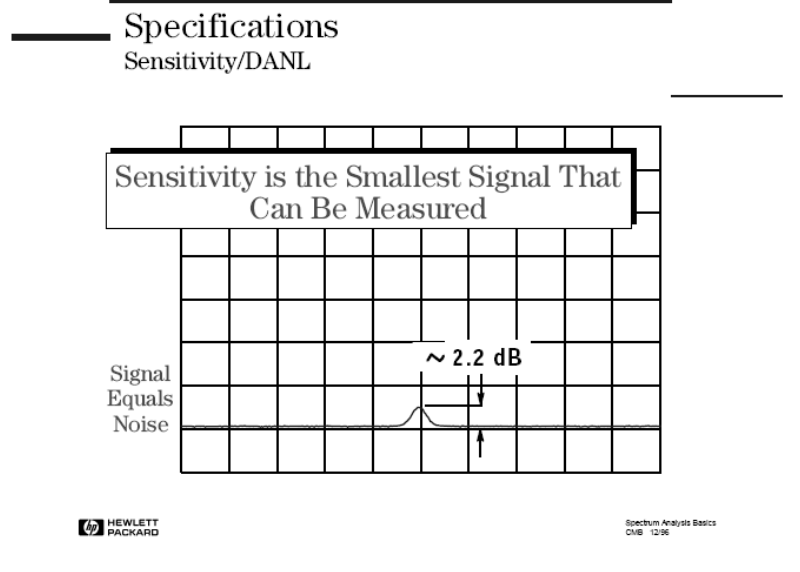 Specifications
Sensitivity/DANL
Sensitivity is the Smallest Signal That
Can Be Measured
~ 2.2 dB
Signal
Equals
Noise
hp HEWLETT
PACKARD
Spectrum Analysis Basics
CMB 12/96